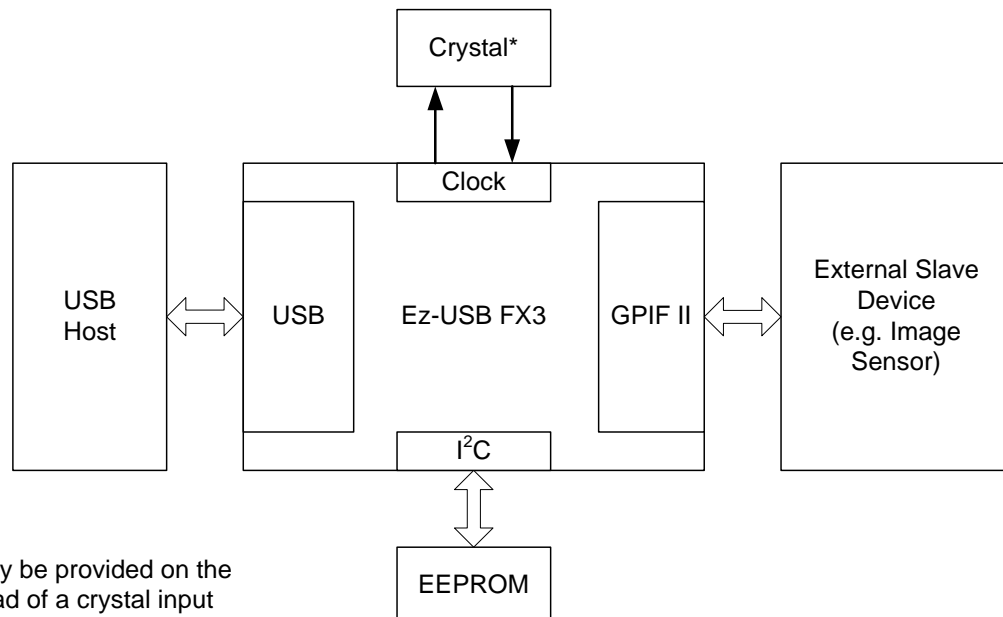 Crystal*
Clock
USB
Host
USB
Ez-USB FX3
GPIF II
External Slave
Device
(e.g. Image
Sensor)
I²C
EEPROM
be provided on the
of a crystal input